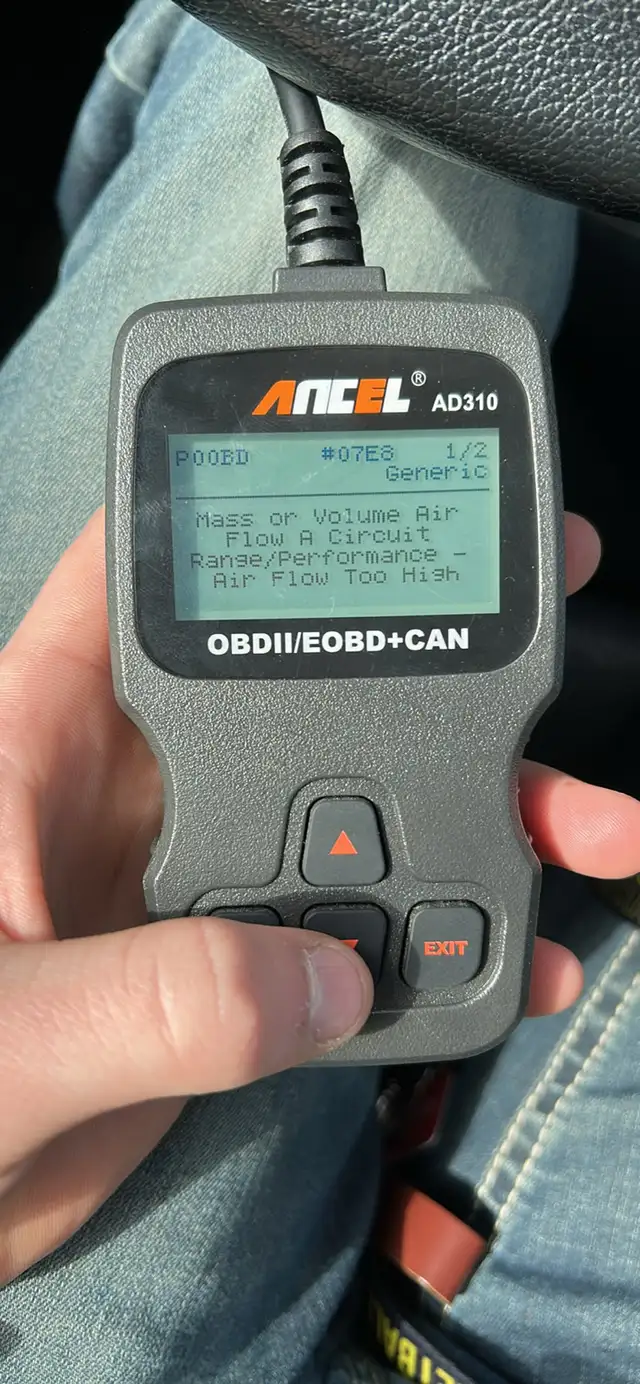 ANCEL® AD310
P00BD #07E8 1/2
Generic
Mass or Volume Air
Flow A Circuit
Range/Performance -
Air Flow Too High
OBDII/EOBD+CAN
EXIT